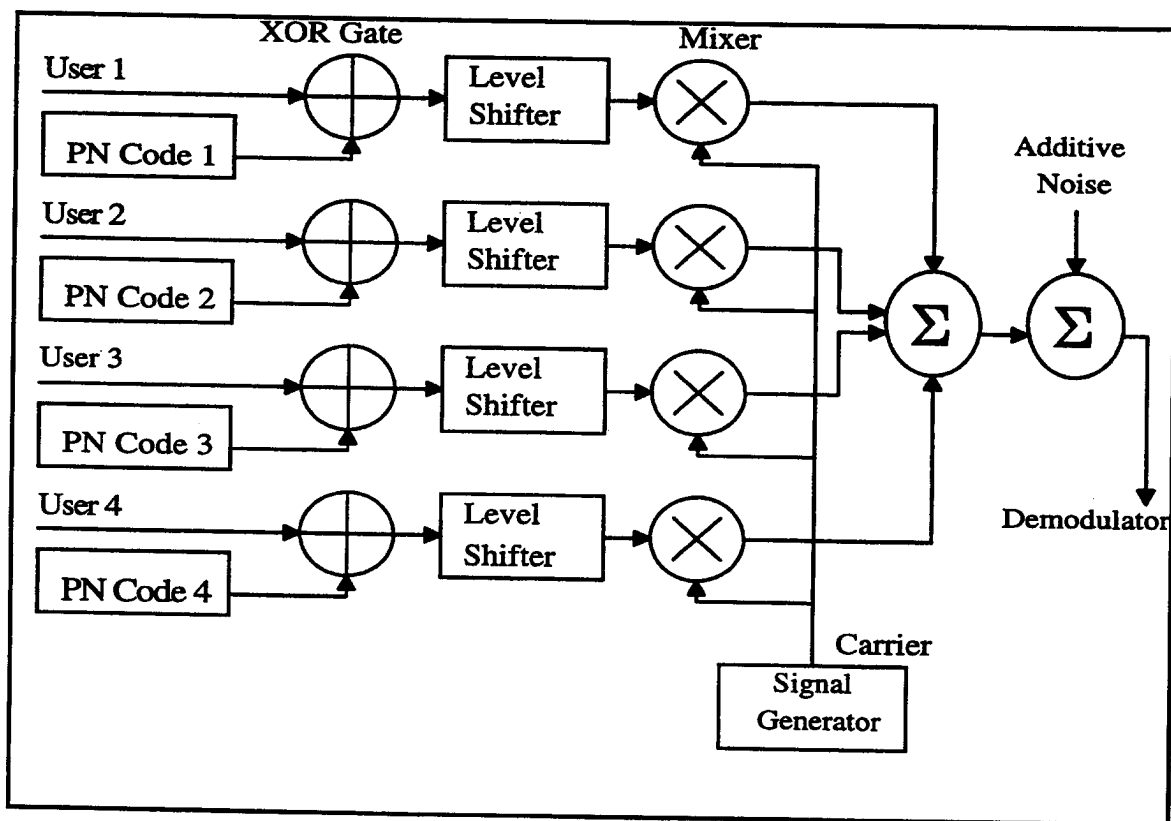 XOR Gate
Mixer
User 1
Level
Shifter
PN Code 1
Additive
Noise
User 2
Level
Shifter
PN Code 2
Σ
Σ
User 3
Level
Shifter
PN Code 3
User 4
Level
Shifter
PN Code 4
Demodulator
Carrier
Signal
Generator